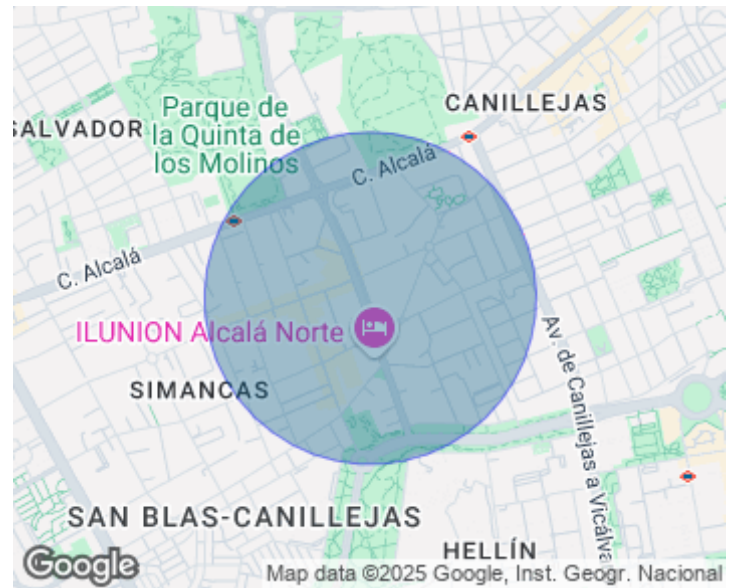 CANILLEJAS
SALVADOR
Parque de
la Quinta de
los Molinos
C. Alcalá
C. Alcalá
ILUNION Alcalá Norte
SIMANCAS
Av. de Canillejas a Vicálva
SAN BLAS-CANILLEJAS
HELLÍN
Google
Map data ©2025 Google, Inst. Geogr. Nacional